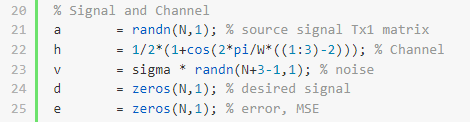 20 % Signal and Channel
21 a = randn(N,1); % source signal Tx1 matrix
22 h = 1/2*(1+cos(2*pi/W*((1:3)-2))); % Channel
23 v = sigma * randn(N+3-1,1); % noise
24 d = zeros(N,1); % desired signal
25 e = zeros(N,1); % error, MSE